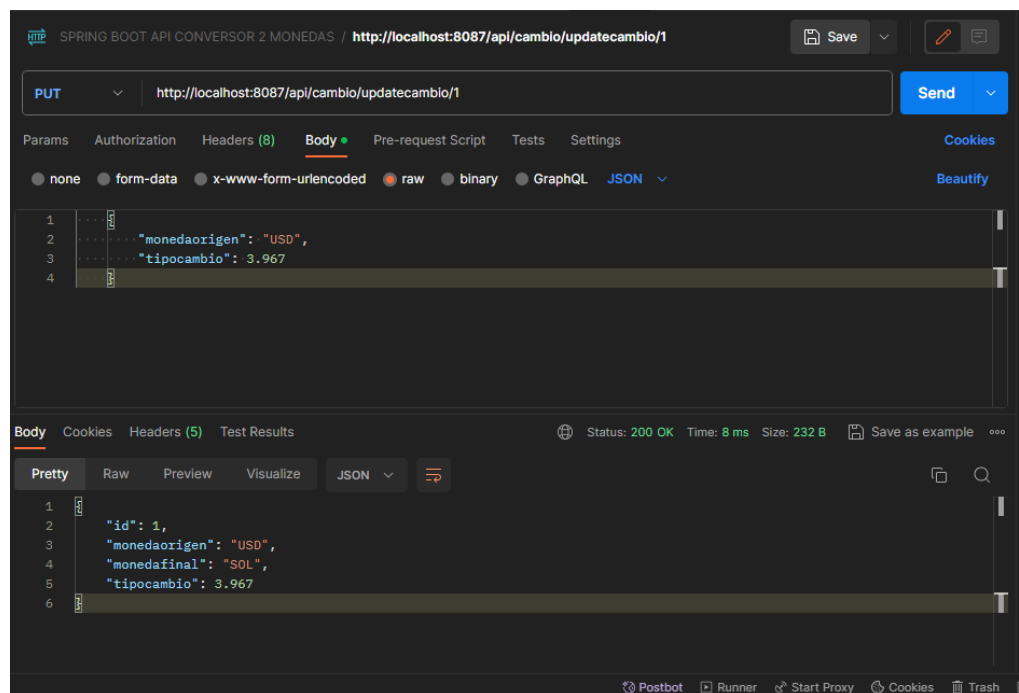 HTTP SPRING BOOT API CONVERSOR 2 MONEDAS / http://localhost:8087/api/cambio/updatecambio/1 Save
PUT http://localhost:8087/api/cambio/updatecambio/1 Send
Params Authorization Headers (8) Body Pre-request Script Tests Settings Cookies
none form-data x-www-form-urlencoded raw binary GraphQL JSON Beautify
1 {
2 "monedaorigen": "USD",
3 "tipocambio": 3.967
4 }
Body Cookies Headers (5) Test Results Status: 200 OK Time: 8 ms Size: 232 B Save as example
Pretty Raw Preview Visualize JSON
1 {
2 "id": 1,
3 "monedaorigen": "USD",
4 "monedafinal": "SOL",
5 "tipocambio": 3.967
6 }
Postbot Runner Start Proxy Cookies Trash